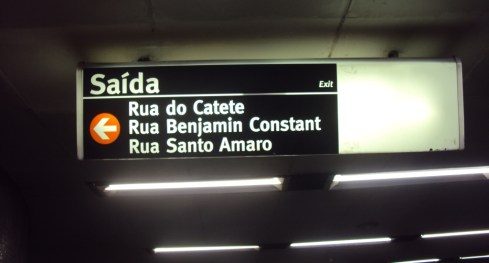 Saída
Exit
Rua do Catete
Rua Benjamin Constant
Rua Santo Amaro